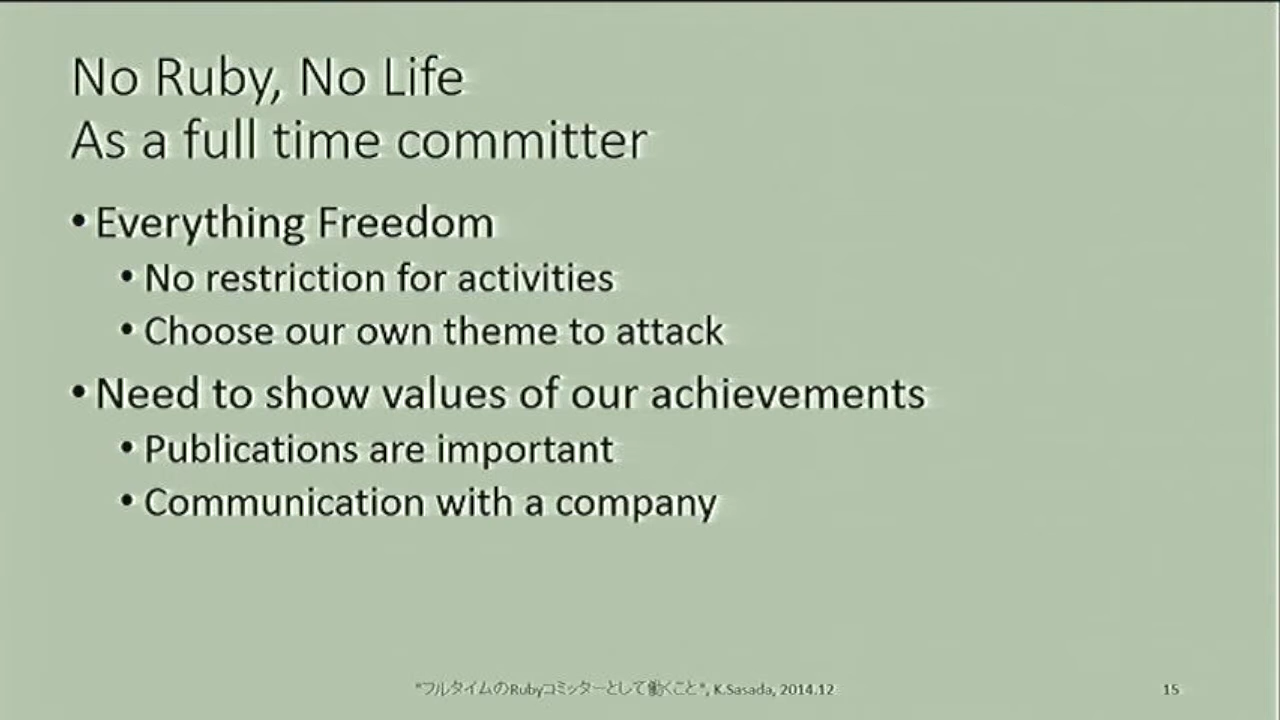 No Ruby, No Life
As a full time committer
• Everything Freedom
• No restriction for activities
• Choose our own theme to attack
• Need to show values of our achievements
• Publications are important
• Communication with a company
"フルタイムのRubyコミッターとして働くこと", K.Sasada, 2014.12
15